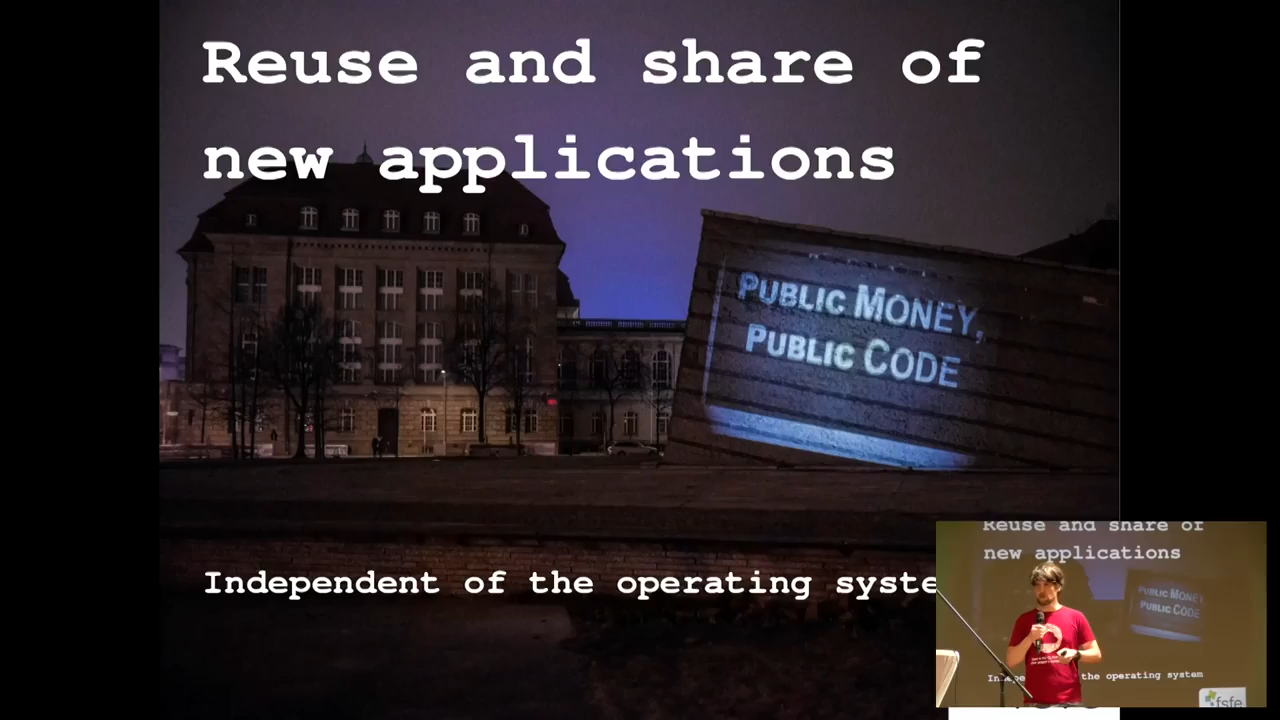 Reuse and share of
new applications
PUBLIC MONEY,
PUBLIC CODE
Independent of the operating syste
Reuse and share of
new applications
PUBLIC MONEY,
PUBLIC CODE
the operating system
fsfe